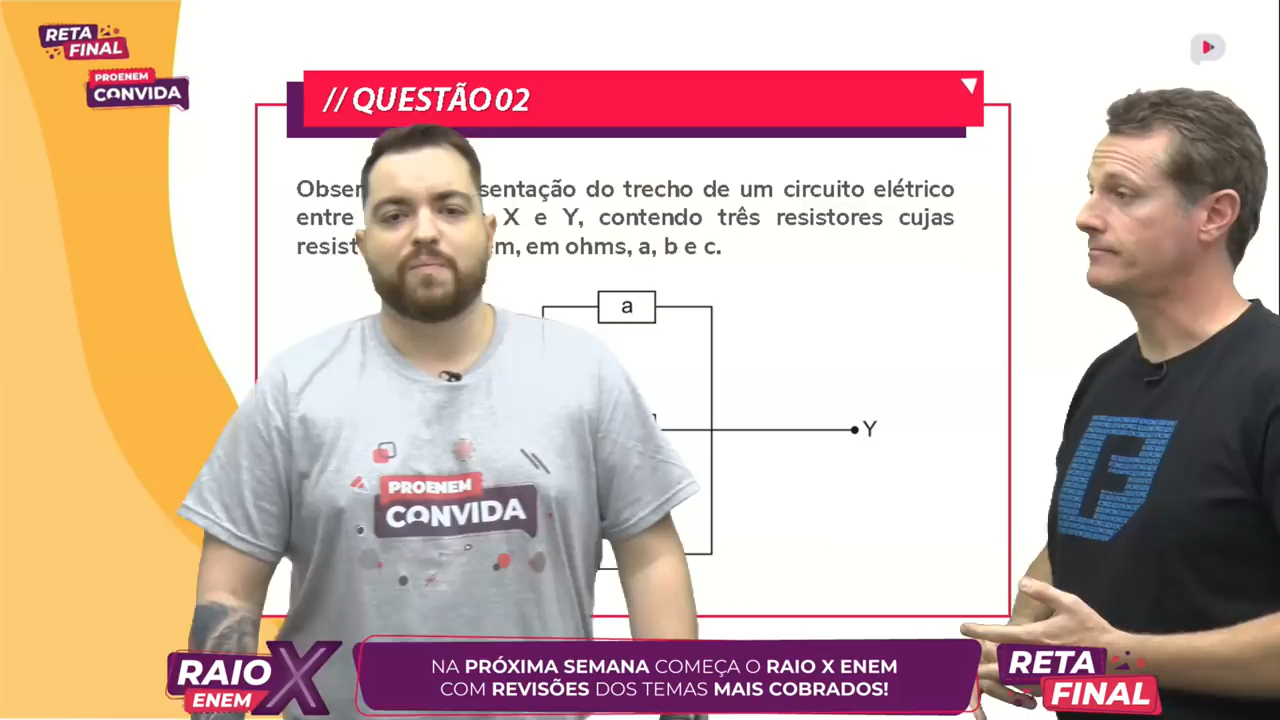 RETA
FINAL
PROENEM
CONVIDA
// QUESTÃO 02
Obser sentação do trecho de um circuito elétrico
entre X e Y, contendo três resistores cujas
resist m, em ohms, a, b e c.
a
Y
PROENEM
CONVIDA
RAIO X
ENEM
NA PRÓXIMA SEMANA COMEÇA O RAIO X ENEM
COM REVISÕES DOS TEMAS MAIS COBRADOS!
RETA
FINAL